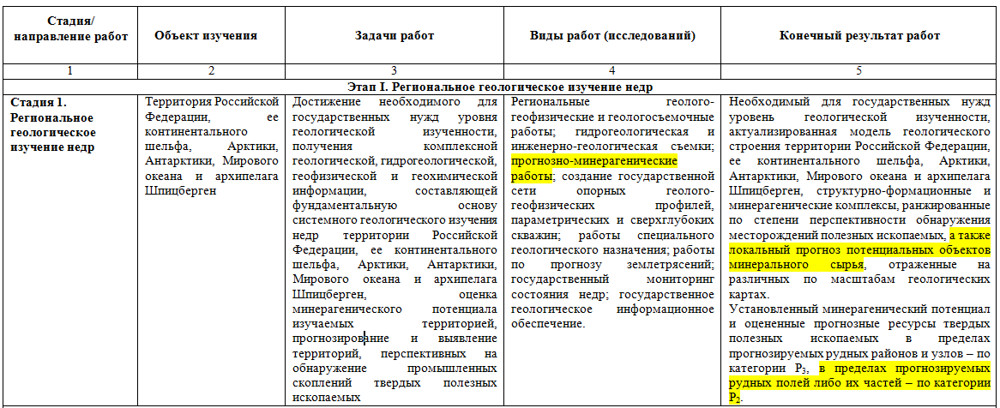 Стадия/
направление работ
Объект изучения
Задачи работ
Виды работ (исследований)
Конечный результат работ
1
2
3
4
5
Этап I. Региональное геологическое изучение недр
Стадия 1.
Региональное
геологическое
изучение недр
Территория Российской
Федерации, ее
континентального
шельфа, Арктики,
Антарктики, Мирового
океана и архипелага
Шпицберген
Достижение необходимого для
государственных нужд уровня
геологической изученности,
получения комплексной
геологической, гидрогеологической,
геофизической и геохимической
информации, составляющей
фундаментальную основу
системного геологического изучения
недр территории Российской
Федерации, ее континентального
шельфа, Арктики, Антарктики,
Мирового океана и архипелага
Шпицберген, оценка
минерагенического потенциала
изучаемых территорией,
прогнозирование и выявление
территорий, перспективных на
обнаружение промышленных
скоплений твердых полезных
ископаемых
Региональные геолого-
геофизические и геологосъемочные
работы; гидрогеологическая и
инженерно-геологическая съемки;
прогнозно-минерагенические
работы; создание государственной
сети опорных геолого-
геофизических профилей,
параметрических и сверхглубоких
скважин; работы специального
геологического назначения; работы
по прогнозу землетрясений;
государственный мониторинг
состояния недр; государственное
геологическое информационное
обеспечение.
Необходимый для государственных нужд
уровень геологической изученности,
актуализированная модель геологического
строения территории Российской Федерации,
ее континентального шельфа, Арктики,
Антарктики, Мирового океана и архипелага
Шпицберген, структурно-формационные и
минерагенические комплексы, ранжированные
по степени перспективности обнаружения
месторождений полезных ископаемых, а также
локальный прогноз потенциальных объектов
минерального сырья, отраженные на
различных по масштабам геологических
картах.
Установленный минерагенический потенциал
и оцененные прогнозные ресурсы твердых
полезных ископаемых в пределах
прогнозируемых рудных районов и узлов – по
категории Р₃, в пределах прогнозируемых
рудных полей либо их частей – по категории
Р₂.